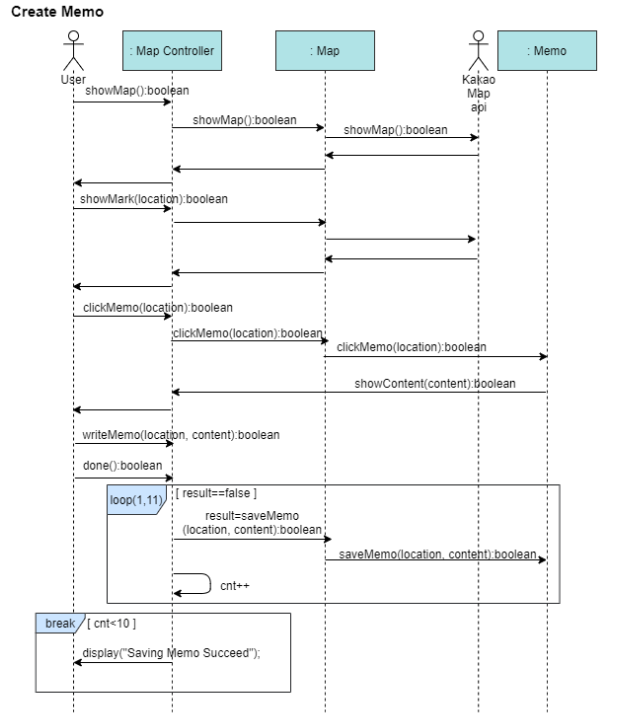 Create Memo
: Map Controller
: Map
: Memo
User
Kakao
Map
api
showMap():boolean
showMap():boolean
showMap():boolean
showMark(location):boolean
clickMemo(location):boolean
clickMemo(location):boolean
clickMemo(location):boolean
showContent(content):boolean
writeMemo(location, content):boolean
done():boolean
loop(1,11)
[ result==false ]
result=saveMemo
(location, content):boolean
saveMemo(location, content):boolean
cnt++
break
[ cnt<10 ]
display("Saving Memo Succeed");